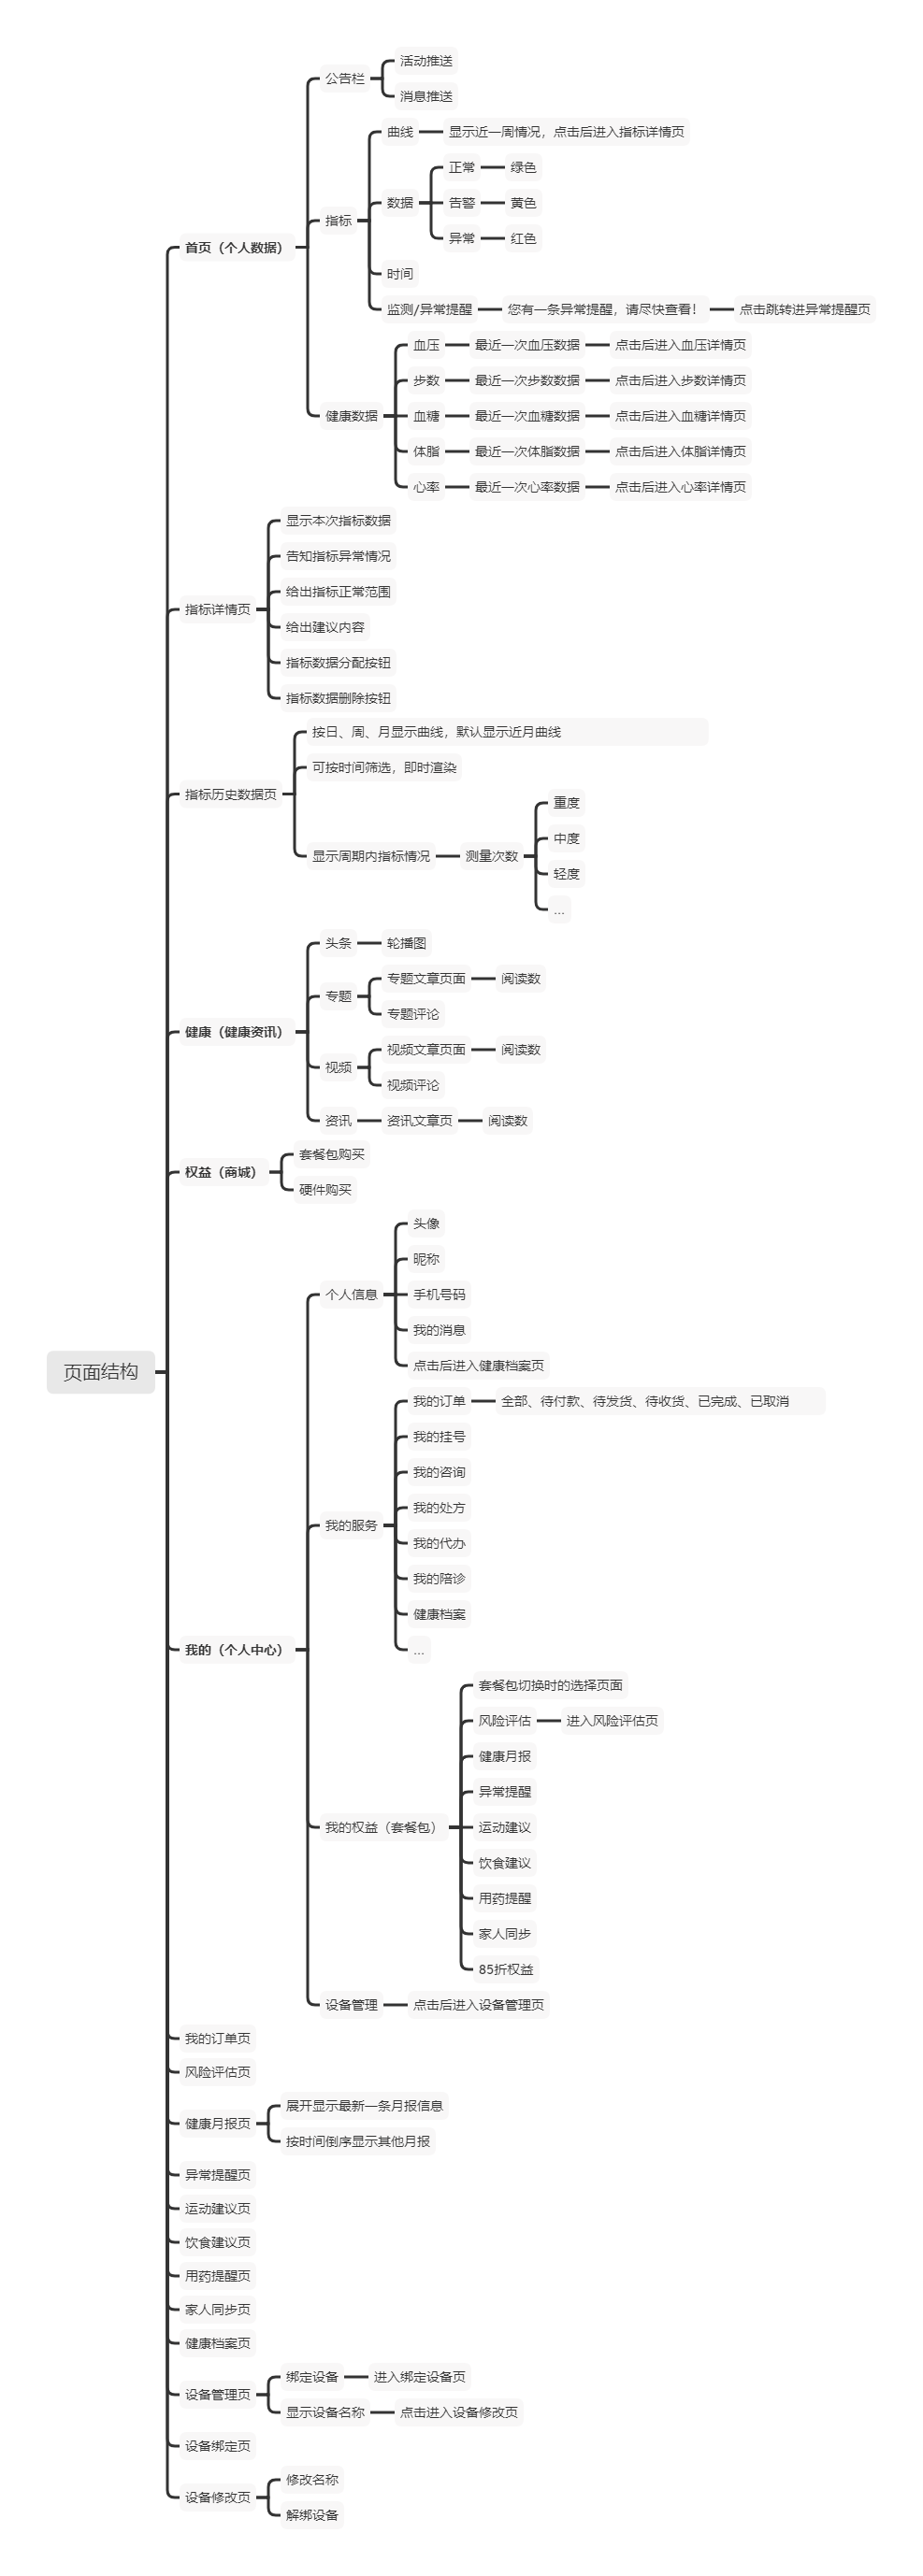 页面结构
首页（个人数据）
公告栏
活动推送
消息推送
指标
曲线
显示近一周情况，点击后进入指标详情页
数据
正常
绿色
告警
黄色
异常
红色
时间
监测/异常提醒
您有一条异常提醒，请尽快查看！
点击跳转进异常提醒页
健康数据
血压
最近一次血压数据
点击后进入血压详情页
步数
最近一次步数数据
点击后进入步数详情页
血糖
最近一次血糖数据
点击后进入血糖详情页
体脂
最近一次体脂数据
点击后进入体脂详情页
心率
最近一次心率数据
点击后进入心率详情页
指标详情页
显示本次指标数据
告知指标异常情况
给出指标正常范围
给出建议内容
指标数据分配按钮
指标数据删除按钮
指标历史数据页
按日、周、月显示曲线，默认显示近月曲线
可按时间筛选，即时渲染
显示周期内指标情况
测量次数
重度
中度
轻度
...
健康（健康资讯）
头条
轮播图
专题
专题文章页面
阅读数
专题评论
视频
视频文章页面
阅读数
视频评论
资讯
资讯文章页
阅读数
权益（商城）
套餐包购买
硬件购买
我的（个人中心）
个人信息
头像
昵称
手机号码
我的消息
点击后进入健康档案页
我的服务
我的订单
全部、待付款、待发货、待收货、已完成、已取消
我的挂号
我的咨询
我的处方
我的代办
我的陪诊
健康档案
...
我的权益（套餐包）
套餐包切换时的选择页面
风险评估
进入风险评估页
健康月报
异常提醒
运动建议
饮食建议
用药提醒
家人同步
85折权益
设备管理
点击后进入设备管理页
我的订单页
风险评估页
健康月报页
展开显示最新一条月报信息
按时间倒序显示其他月报
异常提醒页
运动建议页
饮食建议页
用药提醒页
家人同步页
健康档案页
设备管理页
绑定设备
进入绑定设备页
显示设备名称
点击进入设备修改页
设备绑定页
设备修改页
修改名称
解绑设备